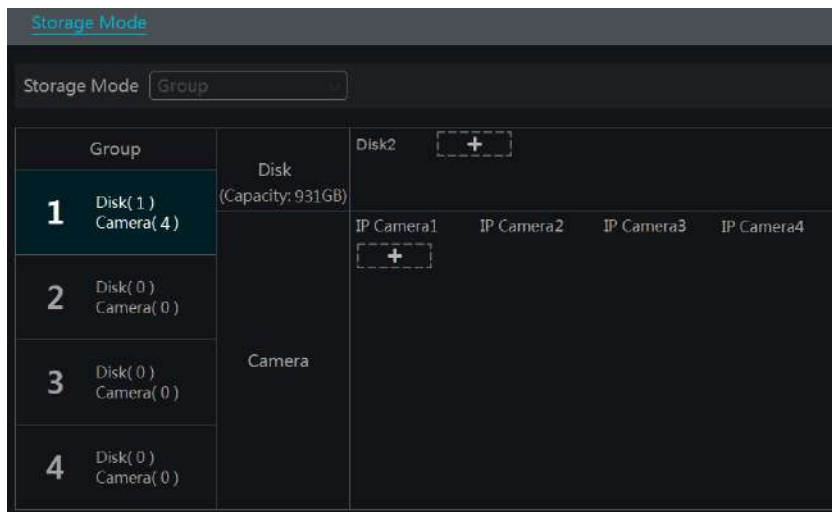 Storage Mode
Storage Mode Group
Group
Disk
(Capacity: 931GB)
Disk2 +
1
Disk( 1 )
Camera( 4 )
IP Camera1 IP Camera2 IP Camera3 IP Camera4
+
2
Disk( 0 )
Camera( 0 )
Camera
3
Disk( 0 )
Camera( 0 )
4
Disk( 0 )
Camera( 0 )